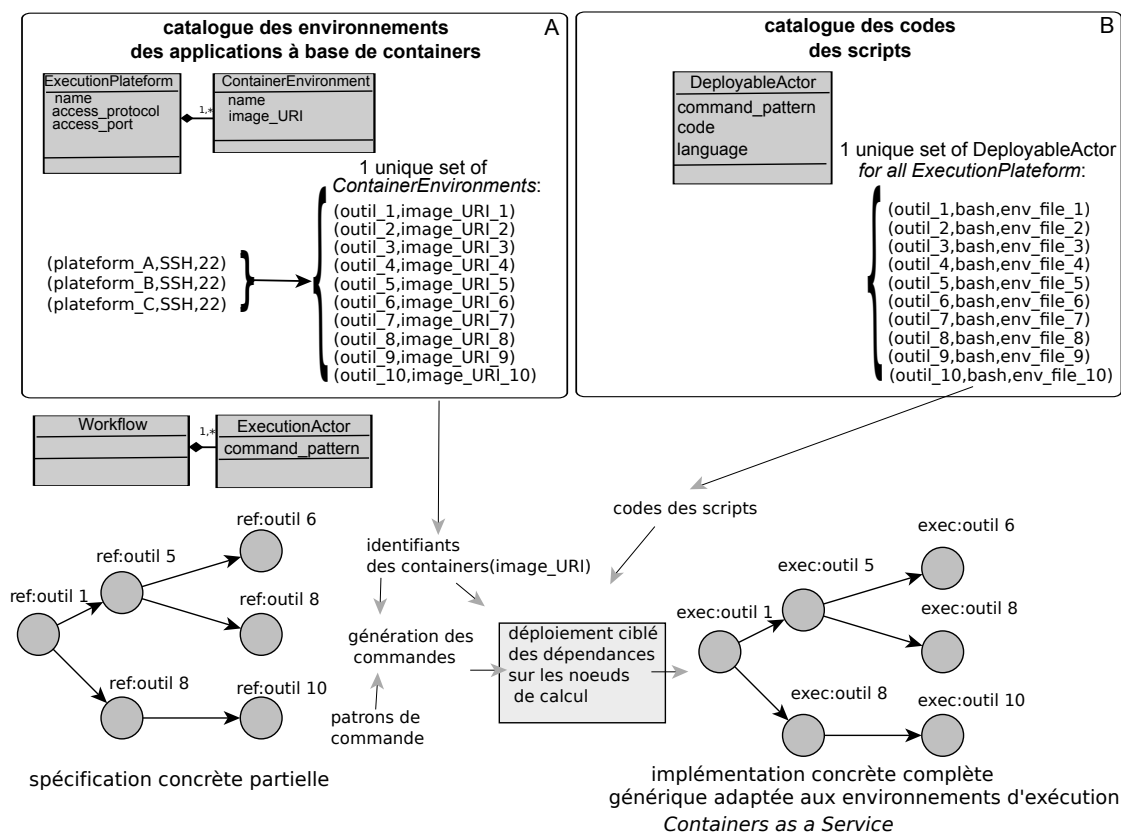 catalogue des environnements
des applications à base de containers
A
ExecutionPlateform
name
access_protocol
access_port
1,*
ContainerEnvironment
name
image_URI
1 unique set of
ContainerEnvironments:
(plateform_A,SSH,22)
(plateform_B,SSH,22)
(plateform_C,SSH,22)
(outil_1,image_URI_1)
(outil_2,image_URI_2)
(outil_3,image_URI_3)
(outil_4,image_URI_4)
(outil_5,image_URI_5)
(outil_6,image_URI_6)
(outil_7,image_URI_7)
(outil_8,image_URI_8)
(outil_9,image_URI_9)
(outil_10,image_URI_10)
catalogue des codes
des scripts
B
DeployableActor
command_pattern
code
language
1 unique set of DeployableActor
for all ExecutionPlateform:
(outil_1,bash,env_file_1)
(outil_2,bash,env_file_2)
(outil_3,bash,env_file_3)
(outil_4,bash,env_file_4)
(outil_5,bash,env_file_5)
(outil_6,bash,env_file_6)
(outil_7,bash,env_file_7)
(outil_8,bash,env_file_8)
(outil_9,bash,env_file_9)
(outil_10,bash,env_file_10)
Workflow
1,*
ExecutionActor
command_pattern
ref:outil 1
ref:outil 5
ref:outil 6
ref:outil 8
ref:outil 8
ref:outil 10
spécification concrète partielle
identifiants
des containers(image_URI)
codes des scripts
génération des
commandes
patrons de
commande
déploiement ciblé
des dépendances
sur les noeuds
de calcul
exec:outil 1
exec:outil 5
exec:outil 6
exec:outil 8
exec:outil 8
exec:outil 10
implémentation concrète complète
générique adaptée aux environnements d'exécution
Containers as a Service